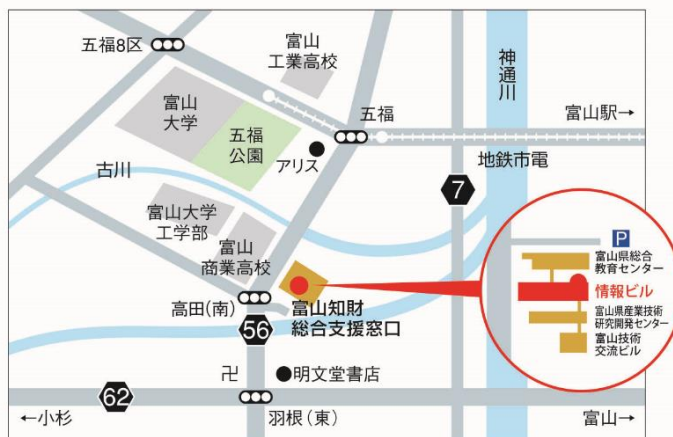 五福8区
富山
工業高校
神通川
富山
大学
五福
公園
五福
富山駅→
アリス
地鉄市電
古川
7
富山大学
工学部
富山
商業高校
P
富山県総合
教育センター
情報ビル
富山県産業技術
研究開発センター
富山技術
交流ビル
高田(南)
富山知財
総合支援窓口
56
卍
明文堂書店
62
←小杉
羽根(東)
富山→